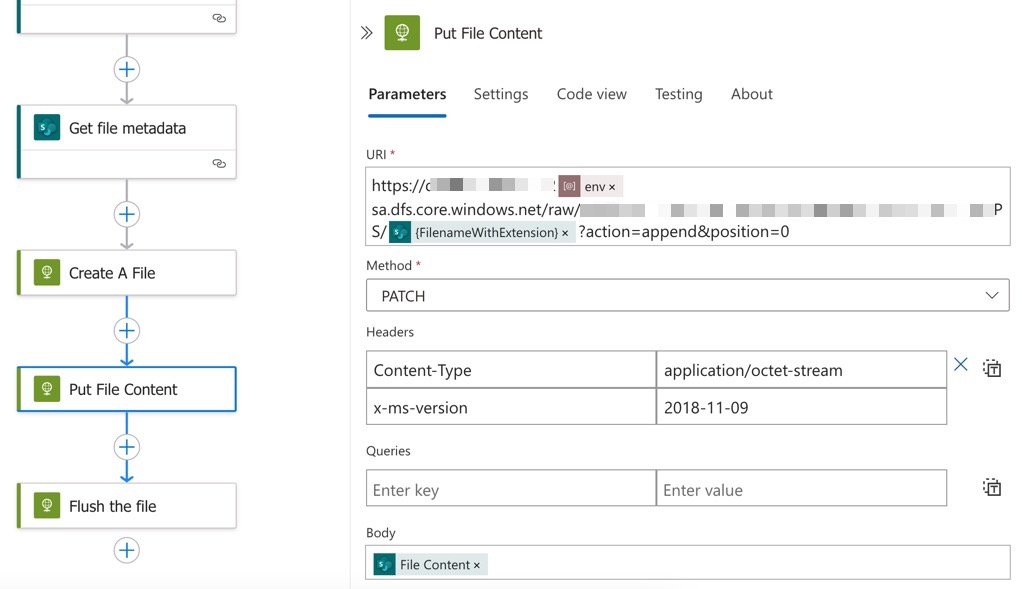 Get file metadata
Create A File
Put File Content
Flush the file
Put File Content
Parameters Settings Code view Testing About
URI *
https:// env ×
sa.dfs.core.windows.net/raw/ P
S/ {FilenameWithExtension} × ?action=append&position=0
Method *
PATCH
Headers
Content-Type application/octet-stream
x-ms-version 2018-11-09
Queries
Enter key Enter value
Body
File Content ×